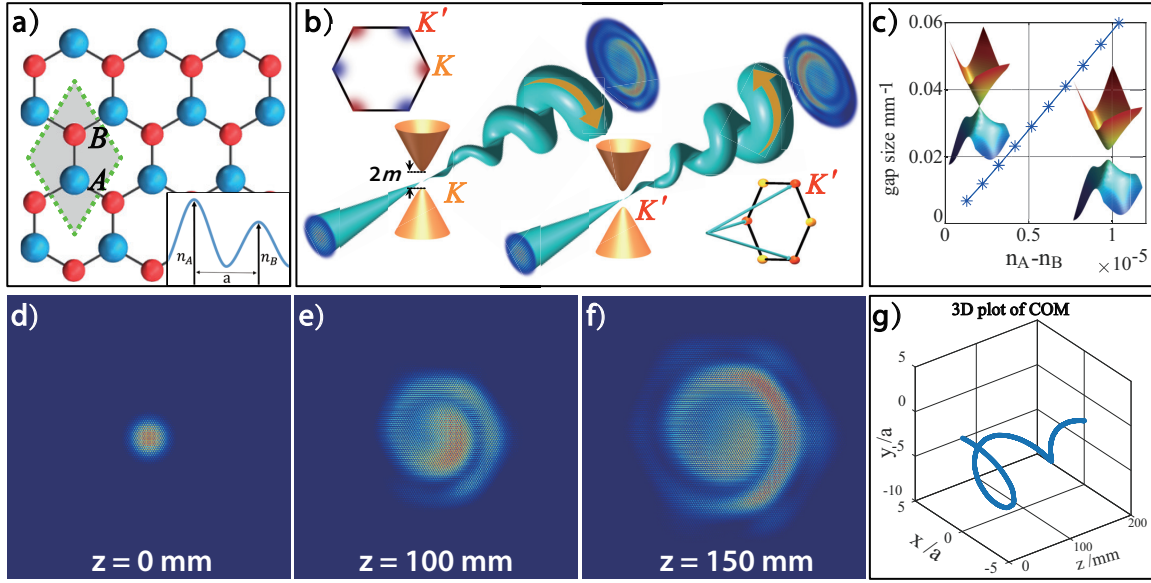 a)
B
A
n_A
a
n_B
b)
K'
K
2m
K
K'
K'
c)
gap size mm⁻¹
0.06
0.04
0.02
0
0
0.5
1
×10⁻⁵
n_A-n_B
d)
z = 0 mm
e)
z = 100 mm
f)
z = 150 mm
g)
3D plot of COM
y/a
5
0
-5
-10
5
0
-5
x/a
0
100
200
z/mm